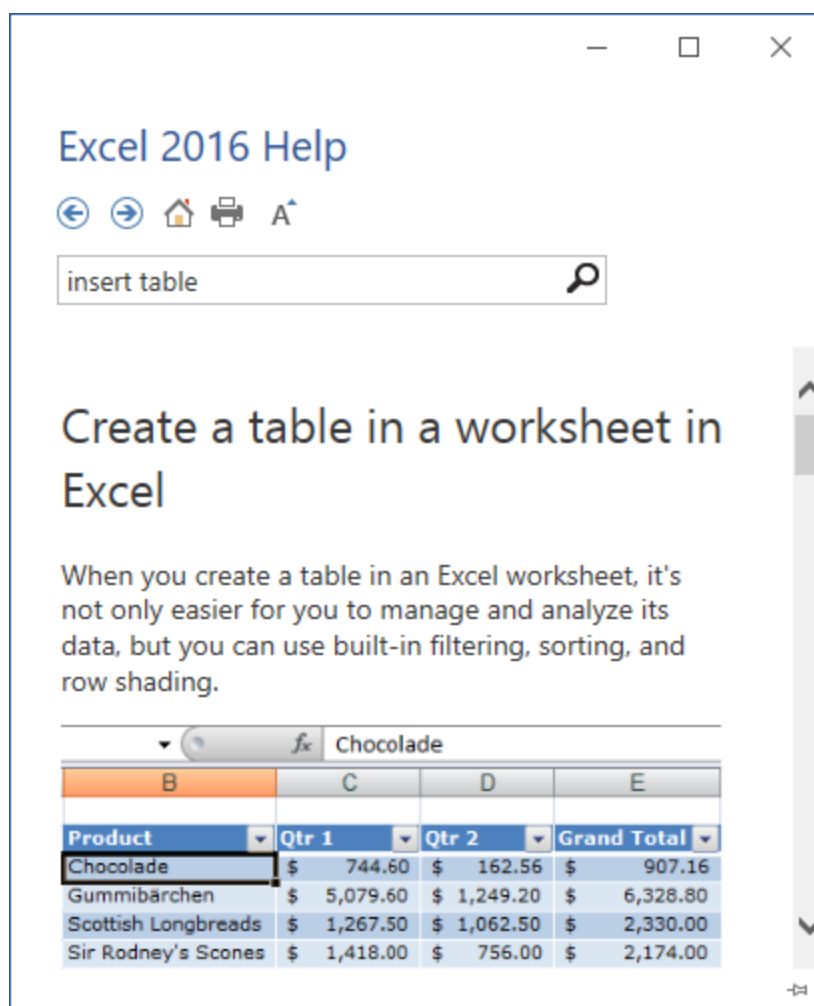 Excel 2016 Help
A
insert table
Create a table in a worksheet in
Excel
When you create a table in an Excel worksheet, it's
not only easier for you to manage and analyze its
data, but you can use built-in filtering, sorting, and
row shading.
fx Chocolade
B C D E
Product Qtr 1 Qtr 2 Grand Total
Chocolade $ 744.60 $ 162.56 $ 907.16
Gummibärchen $ 5,079.60 $ 1,249.20 $ 6,328.80
Scottish Longbreads $ 1,267.50 $ 1,062.50 $ 2,330.00
Sir Rodney's Scones $ 1,418.00 $ 756.00 $ 2,174.00